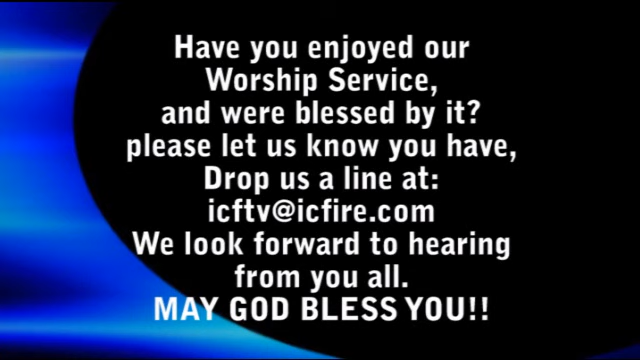 Have you enjoyed our
Worship Service,
and were blessed by it?
please let us know you have,
Drop us a line at:
icftv@icfire.com
We look forward to hearing
from you all.
MAY GOD BLESS YOU!!